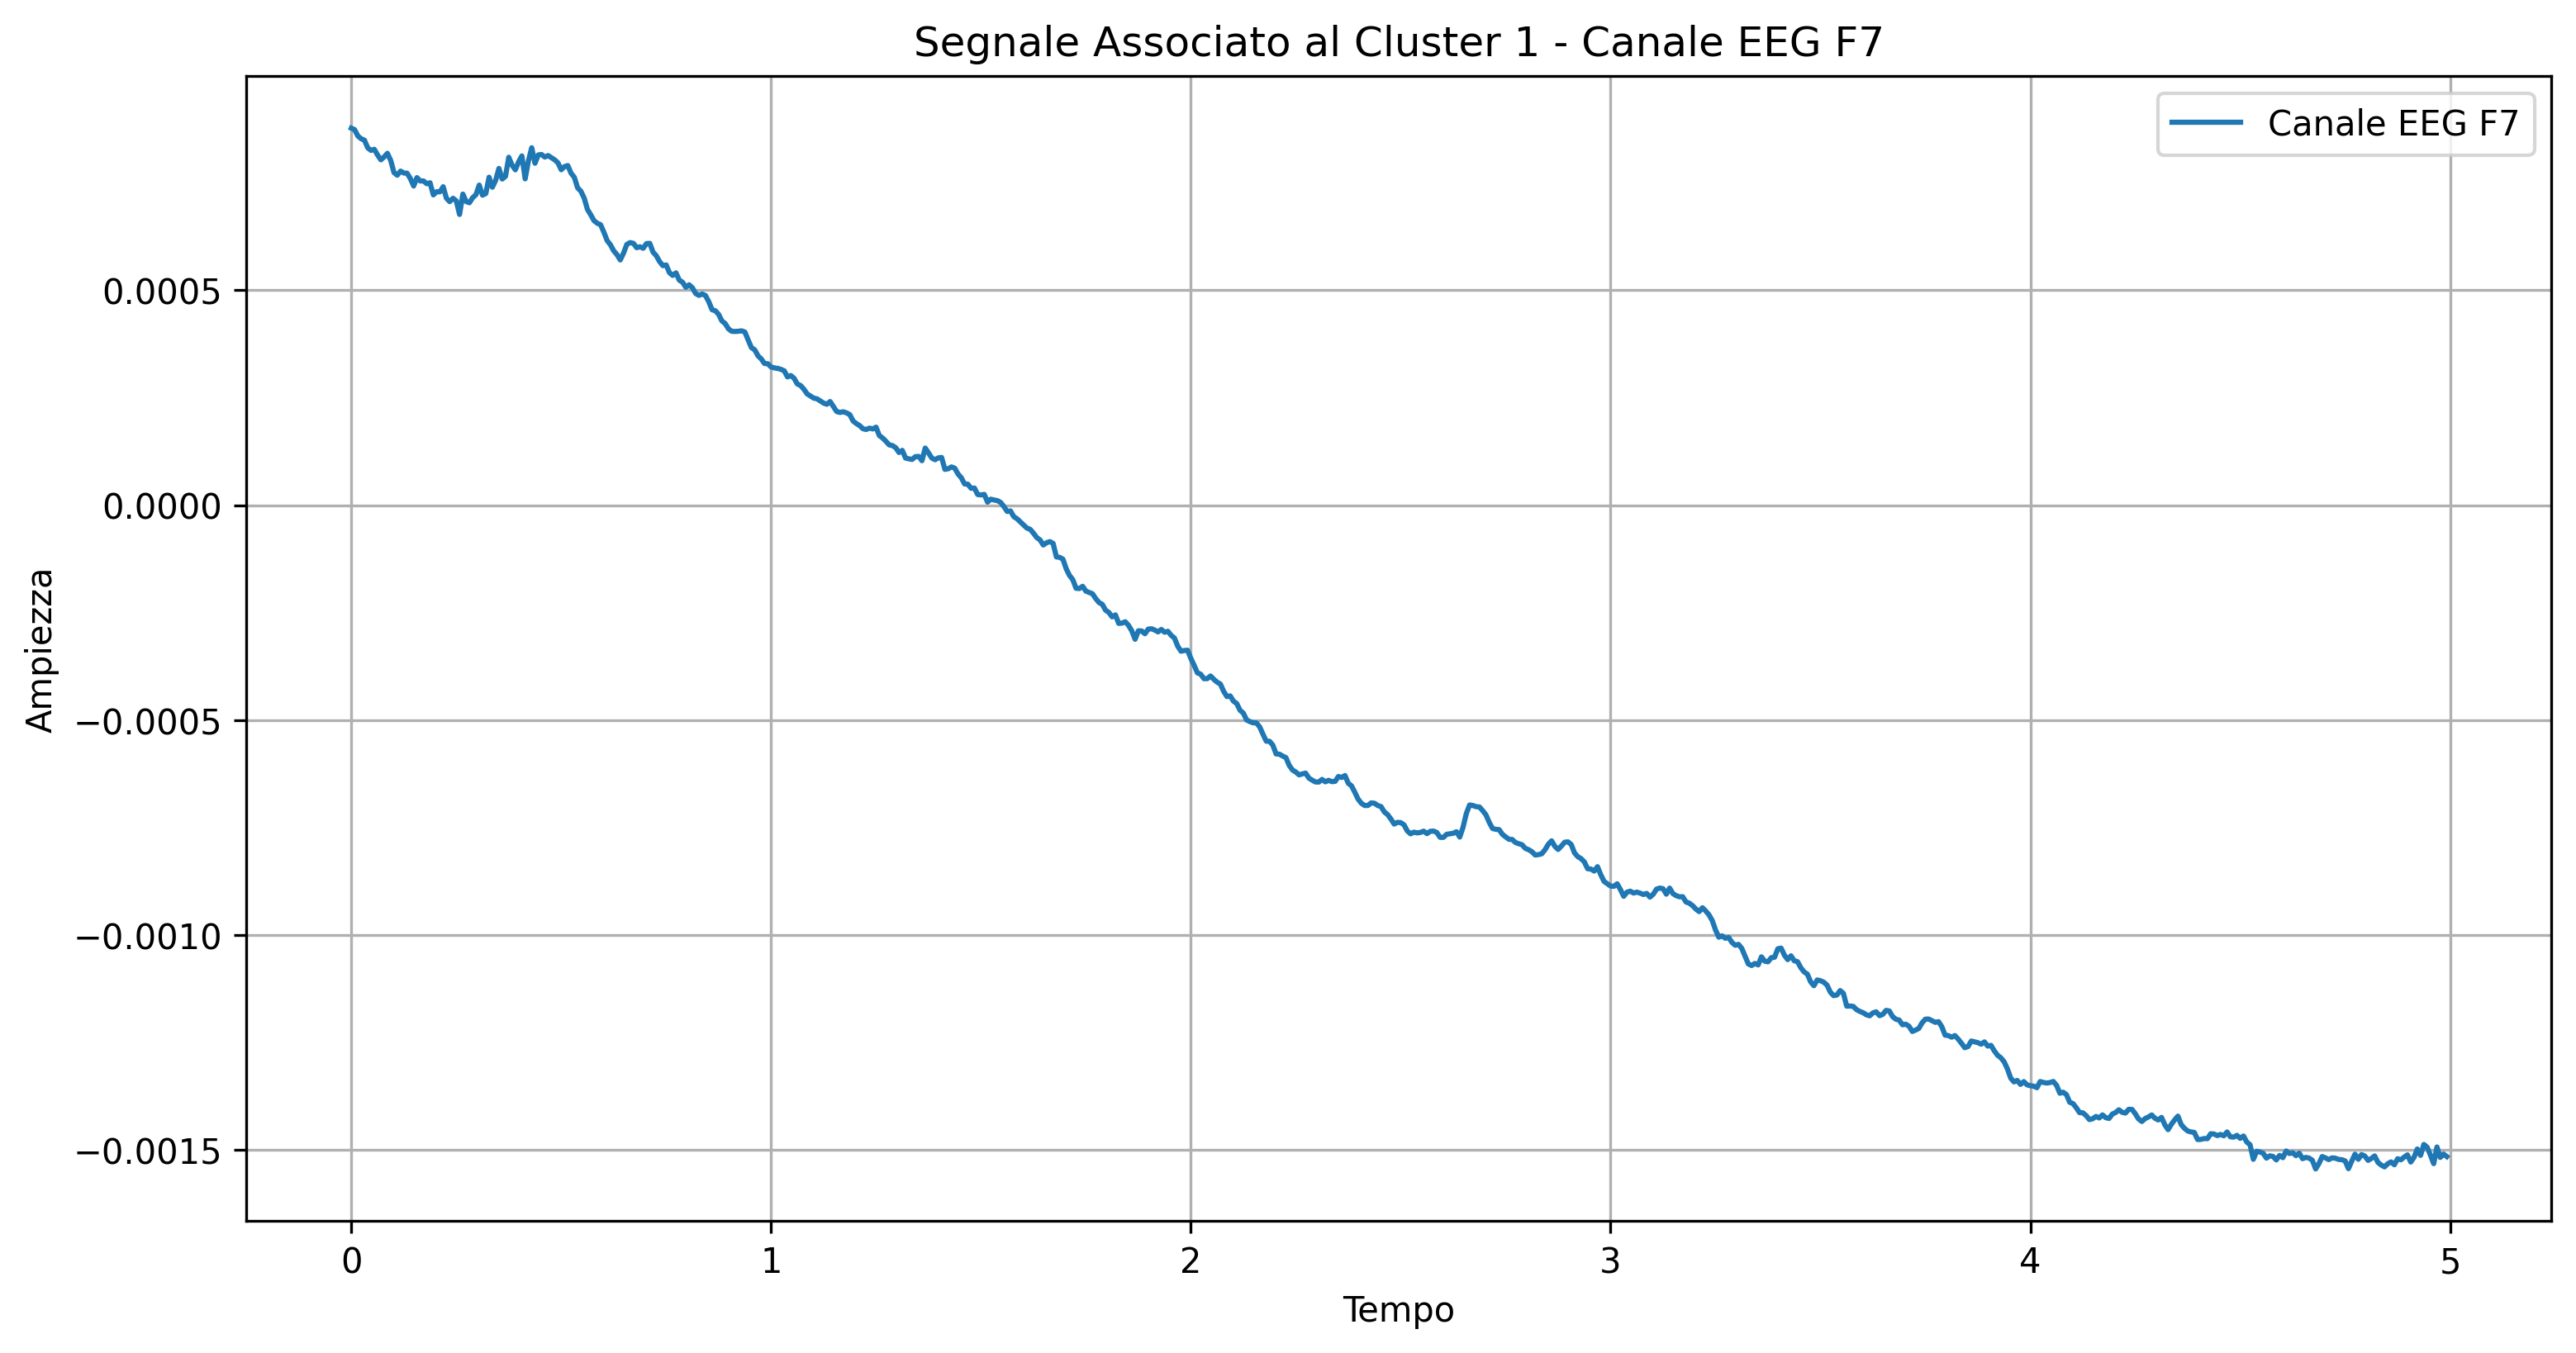 Segnale Associato al Cluster 1 - Canale EEG F7
Canale EEG F7
Ampiezza
0.0005
0.0000
−0.0005
−0.0010
−0.0015
0 1 2 3 4 5
Tempo